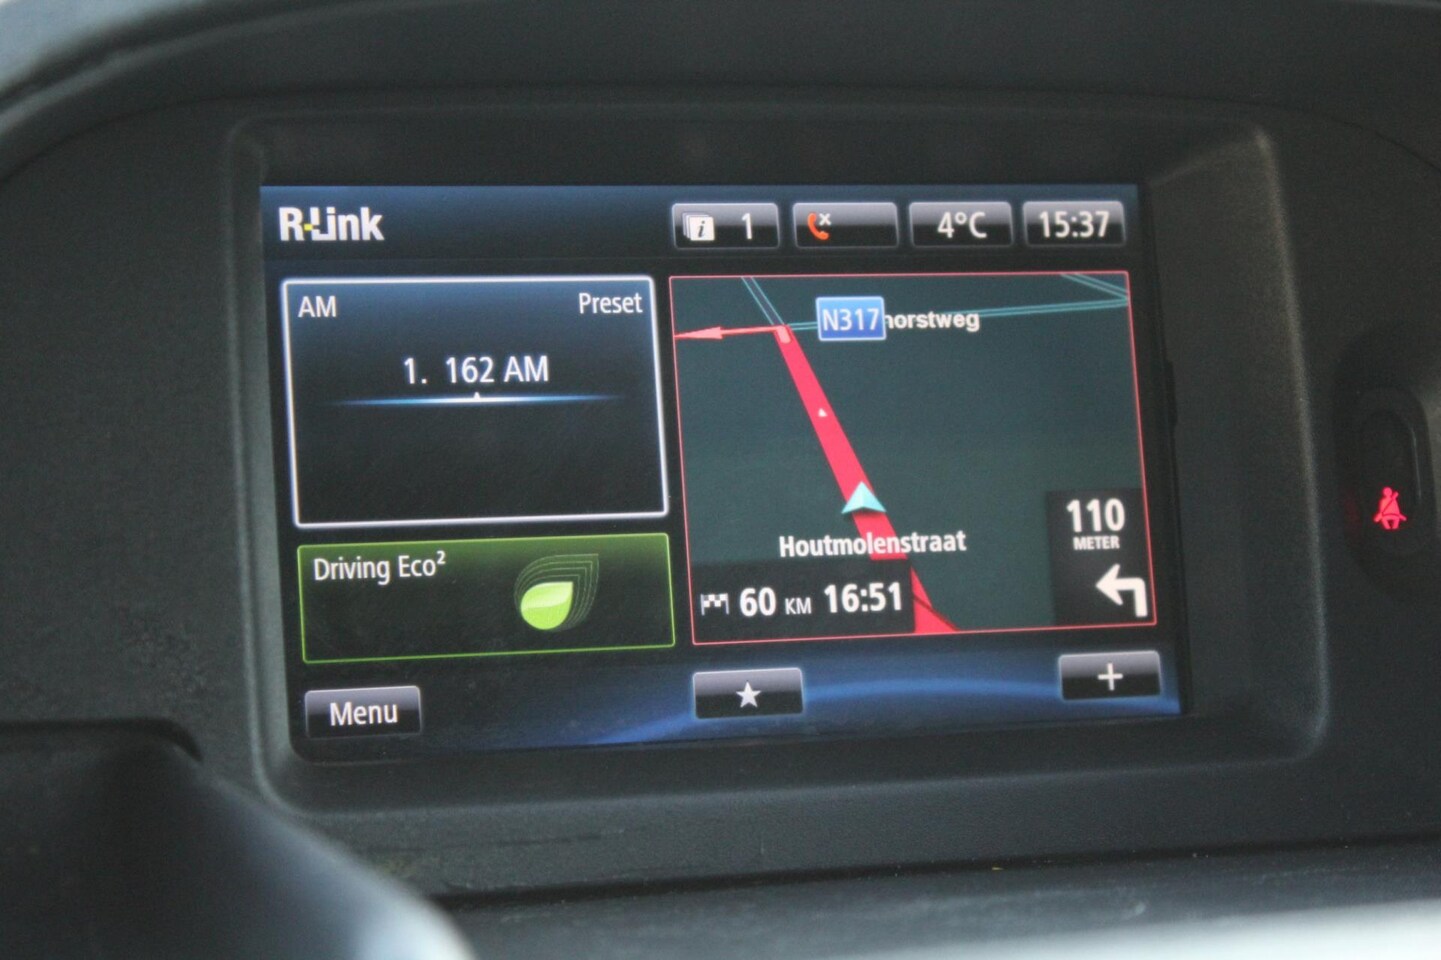 R-Link
i 1
4°C
15:37
AM Preset
1. 162 AM
N317
horstweg
Houtmolenstraat
110
METER
60 KM 16:51
Driving Eco²
Menu